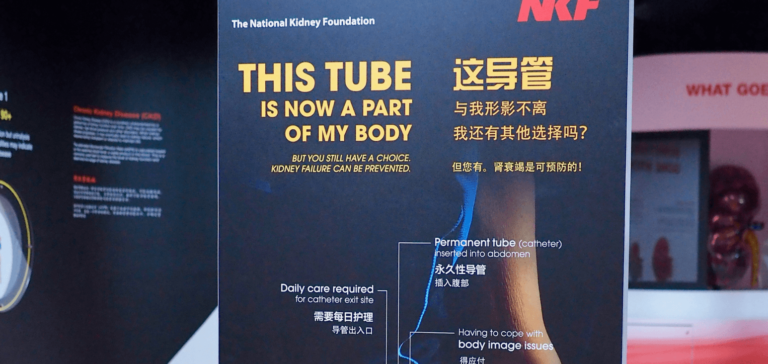 NKF
The National Kidney Foundation
THIS TUBE
IS NOW A PART
OF MY BODY
BUT YOU STILL HAVE A CHOICE.
KIDNEY FAILURE CAN BE PREVENTED.
这导管
与我形影不离
我还有其他选择吗?
但您有。肾衰竭是可预防的!
Permanent tube (catheter)
inserted into abdomen
永久性导管
插入腹部
Daily care required
for catheter exit site
需要每日护理
导管出入口
Having to cope with
body image issues
得应付
WHAT GOE
90+
Chronic Kidney Disease (CKD)